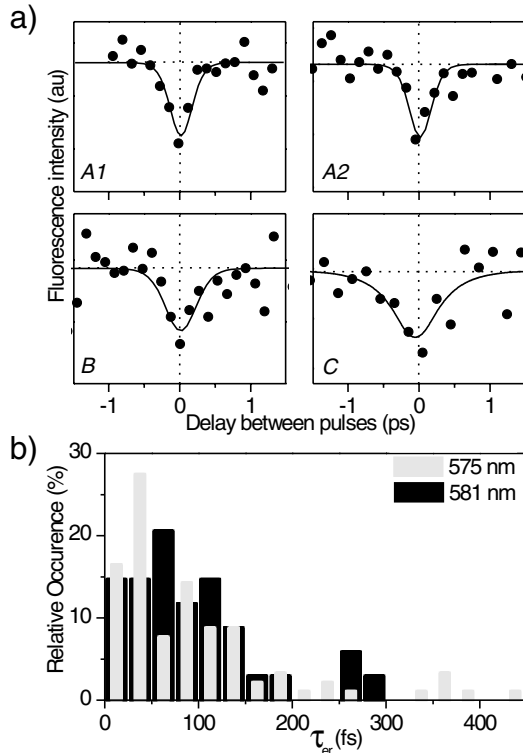 a)
Fluorescence intensity (au)
A1
A2
B
C
-1 0 1 -1 0 1
Delay between pulses (ps)
b)
Relative Occurence (%)
30
20
10
0
575 nm
581 nm
0 100 200 300 400
τer (fs)